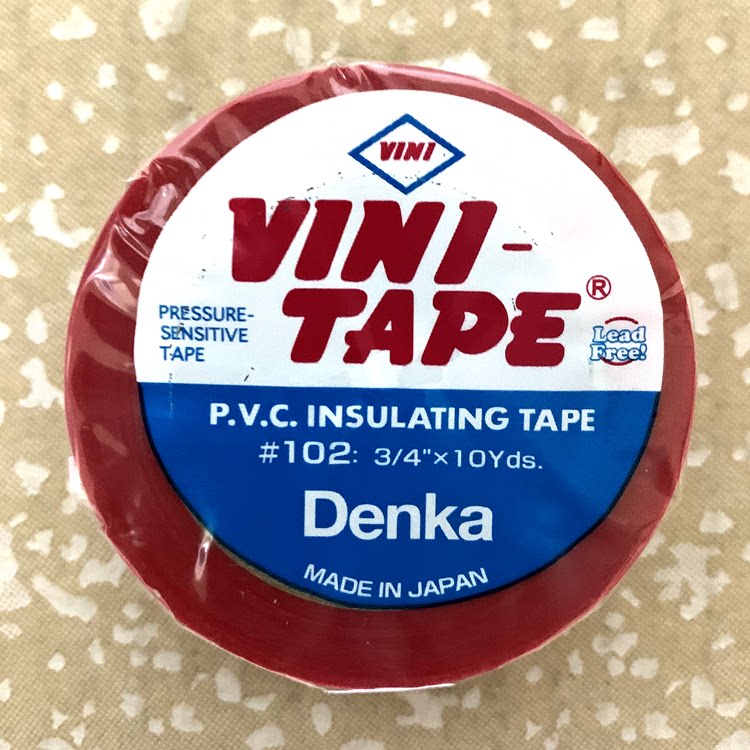 VINI
VINI-
TAPE®
PRESSURE-
SENSITIVE
TAPE
Lead
Free!
P.V.C. INSULATING TAPE
#102: 3/4"×10Yds.
Denka
MADE IN JAPAN